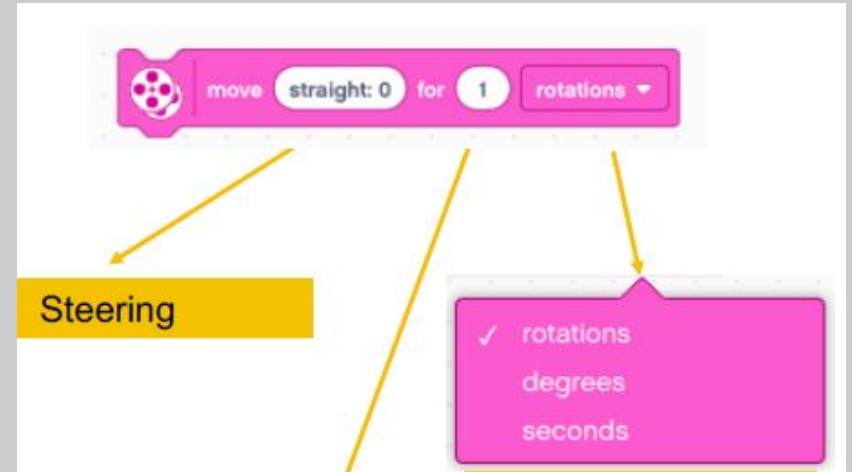 move straight: 0 for 1 rotations
Steering
rotations
degrees
seconds